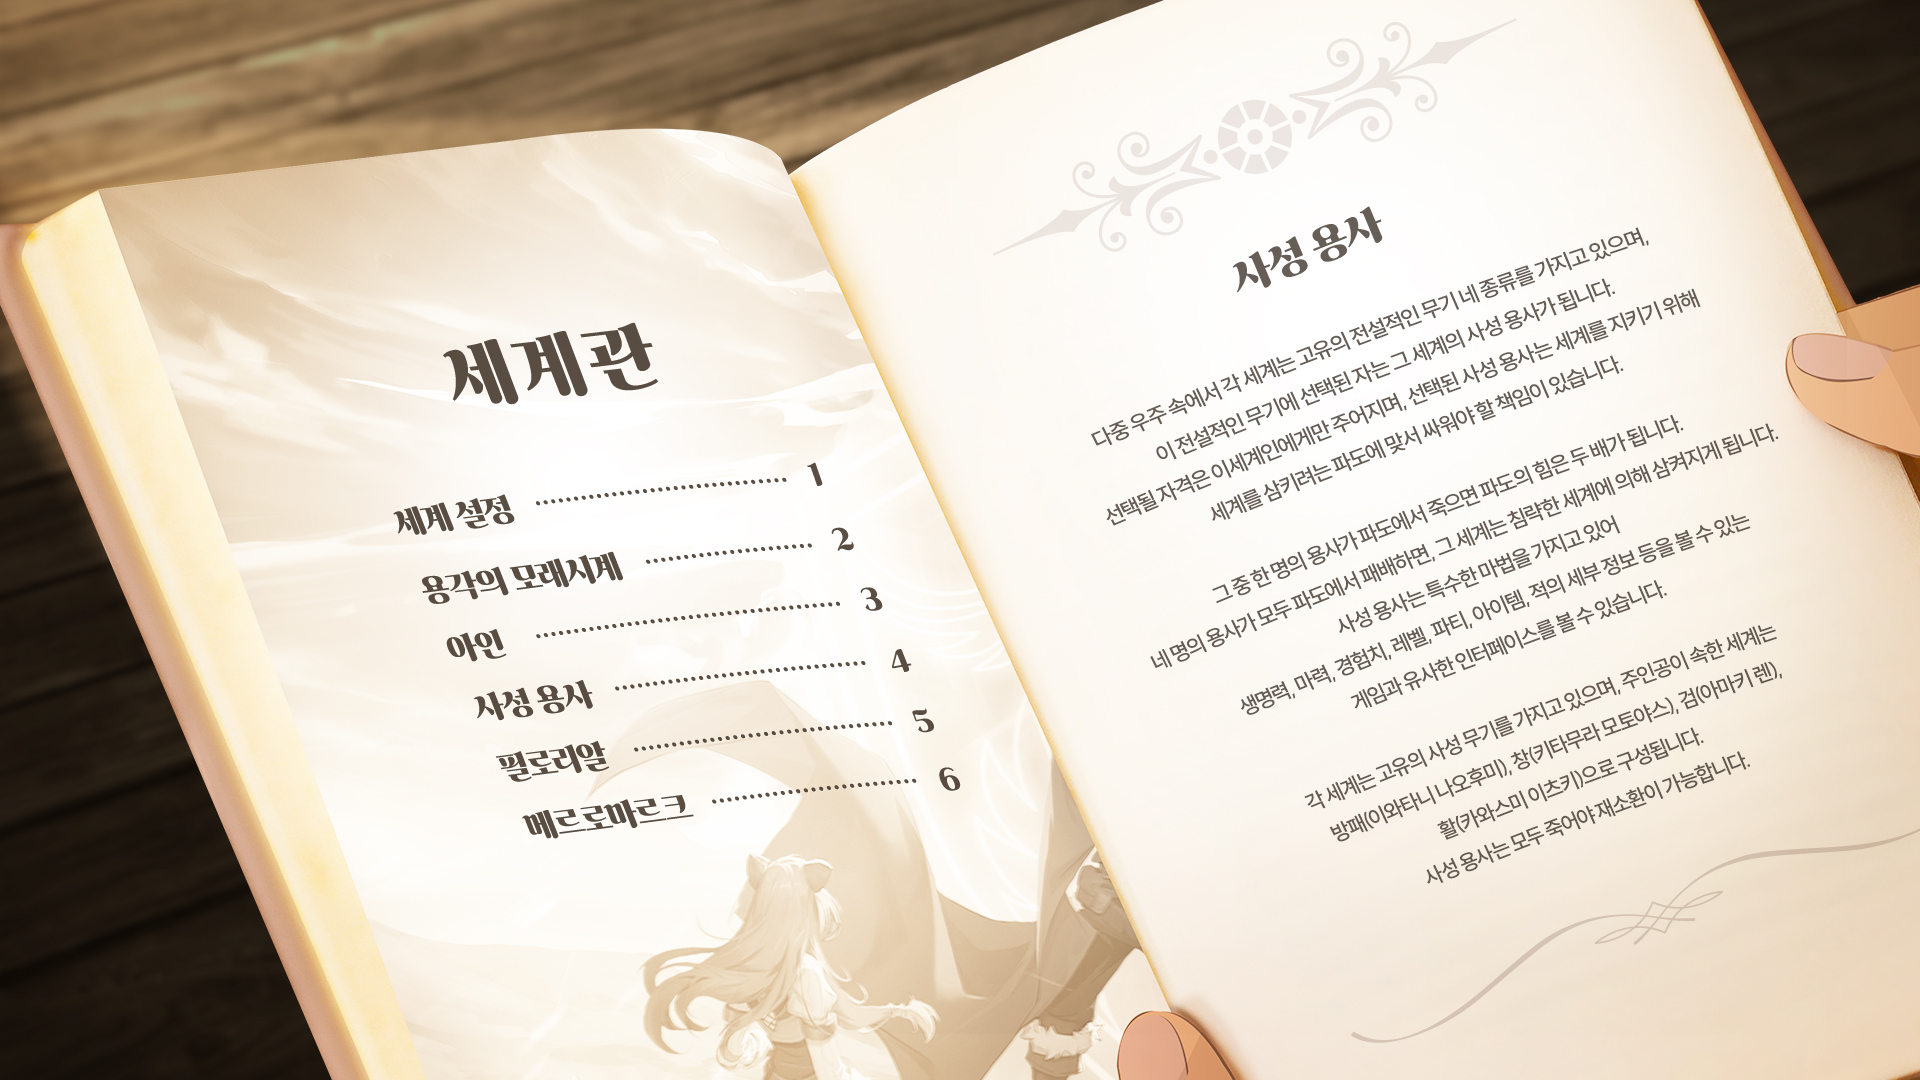 세계관
세계 설정 1
용각의 모래시계 2
아인 3
사성 용사 4
필로리알 5
메르로마르크 6
사성 용사
다중 우주 속에서 각 세계는 고유의 전설적인 무기 네 종류를 가지고 있으며,
이 전설적인 무기에 선택된 자는 그 세계의 사성 용사가 됩니다.
선택될 자격은 이세계인에게만 주어지며, 선택된 사성 용사는 세계를 지키기 위해
세계를 삼키려는 파도에 맞서 싸워야 할 책임이 있습니다.
그 중 한 명의 용사가 파도에서 죽으면 파도의 힘은 두 배가 됩니다.
네 명의 용사가 모두 파도에서 패배하면, 그 세계는 침략한 세계에 의해 삼켜지게 됩니다.
사성 용사는 특수한 마법을 가지고 있어
생명력, 마력, 경험치, 레벨, 파티, 아이템, 적의 세부 정보 등을 볼 수 있는
게임과 유사한 인터페이스를 볼 수 있습니다.
각 세계는 고유의 사성 무기를 가지고 있으며, 주인공이 속한 세계는
방패(이와타니 나오후미), 창(키타무라 모토야스), 검(아마키 렌),
활(카와스미 이츠키)으로 구성됩니다.
사성 용사는 모두 죽어야 재소환이 가능합니다.